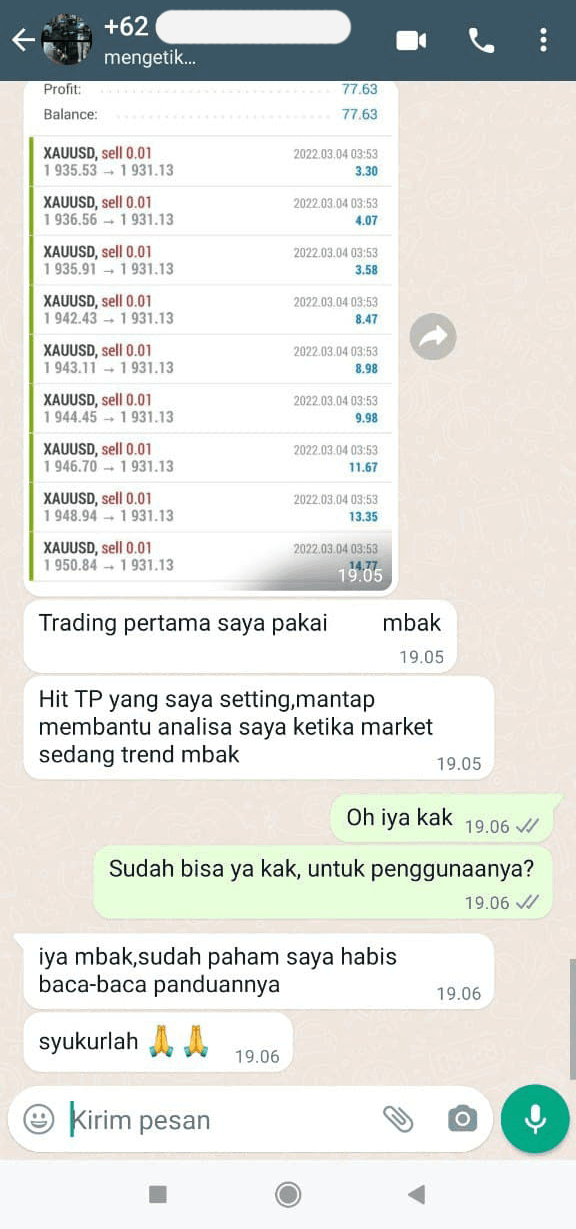 +62
mengetik...
Profit: 77.63
Balance: 77.63
XAUUSD, sell 0.01 2022.03.04 03:53
1 935.53 → 1 931.13 3.30
XAUUSD, sell 0.01 2022.03.04 03:53
1 936.56 → 1 931.13 4.07
XAUUSD, sell 0.01 2022.03.04 03:53
1 935.91 → 1 931.13 3.58
XAUUSD, sell 0.01 2022.03.04 03:53
1 942.43 → 1 931.13 8.47
XAUUSD, sell 0.01 2022.03.04 03:53
1 943.11 → 1 931.13 8.98
XAUUSD, sell 0.01 2022.03.04 03:53
1 944.45 → 1 931.13 9.98
XAUUSD, sell 0.01 2022.03.04 03:53
1 946.70 → 1 931.13 11.67
XAUUSD, sell 0.01 2022.03.04 03:53
1 948.94 → 1 931.13 13.35
XAUUSD, sell 0.01 2022.03.04 03:53
1 950.84 → 1 931.13 14.77
19.05
Trading pertama saya pakai mbak
19.05
Hit TP yang saya setting,mantap
membantu analisa saya ketika market
sedang trend mbak 19.05
Oh iya kak 19.06
Sudah bisa ya kak, untuk penggunaanya?
19.06
iya mbak,sudah paham saya habis
baca-baca panduannya 19.06
syukurlah 🙏 🙏 19.06
Kirim pesan